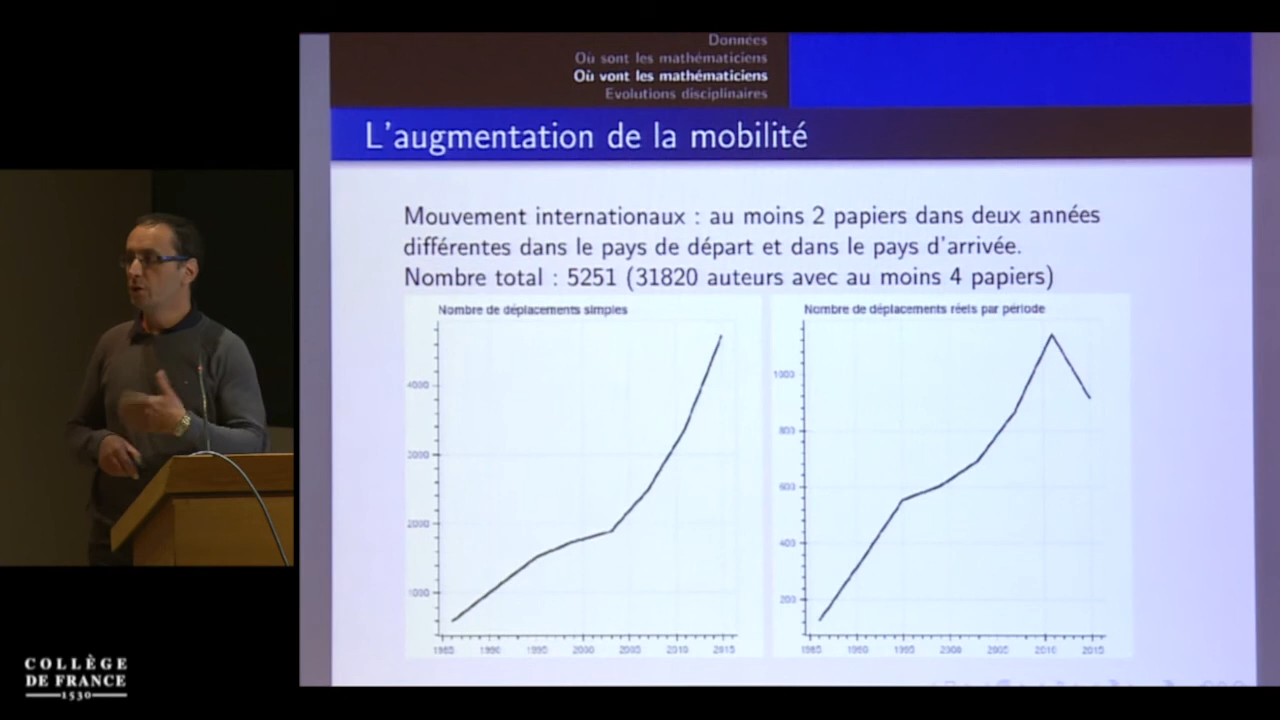 Données
Où sont les mathématiciens
Où vont les mathématiciens
Evolutions disciplinaires
L'augmentation de la mobilité
Mouvement internationaux : au moins 2 papiers dans deux années
différentes dans le pays de départ et dans le pays d'arrivée.
Nombre total : 5251 (31820 auteurs avec au moins 4 papiers)
Nombre de déplacements simples
4000
3000
2000
1000
1985 1990 1995 2000 2005 2010 2015
Nombre de déplacements réels par période
1000
800
600
400
200
1985 1990 1995 2000 2005 2010 2015
COLLÈGE
DE FRANCE
1530